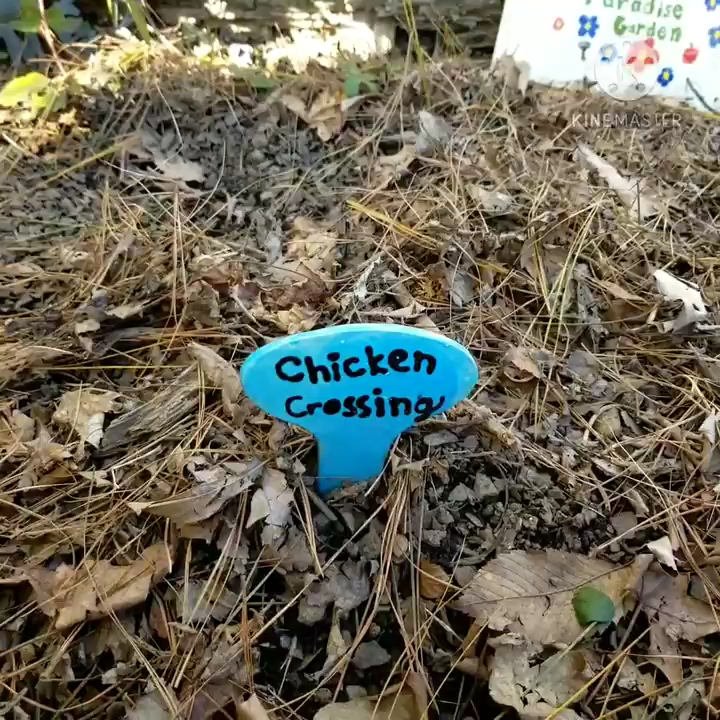 Paradise
Garden
KINEMASTER
Chicken
Crossing